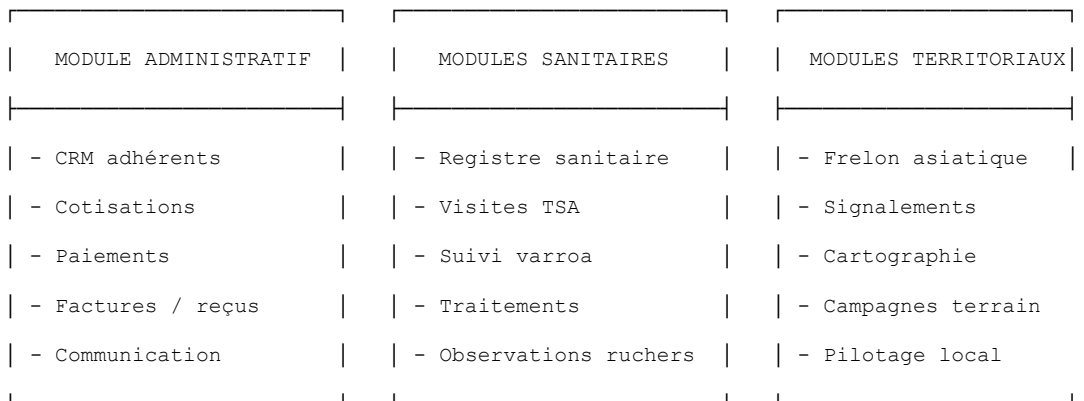 MODULE ADMINISTRATIF MODULES SANITAIRES MODULES TERRITORIAUX
- CRM adhérents - Registre sanitaire - Frelon asiatique
- Cotisations - Visites TSA - Signalements
- Paiements - Suivi varroa - Cartographie
- Factures / reçus - Traitements - Campagnes terrain
- Communication - Observations ruchers - Pilotage local